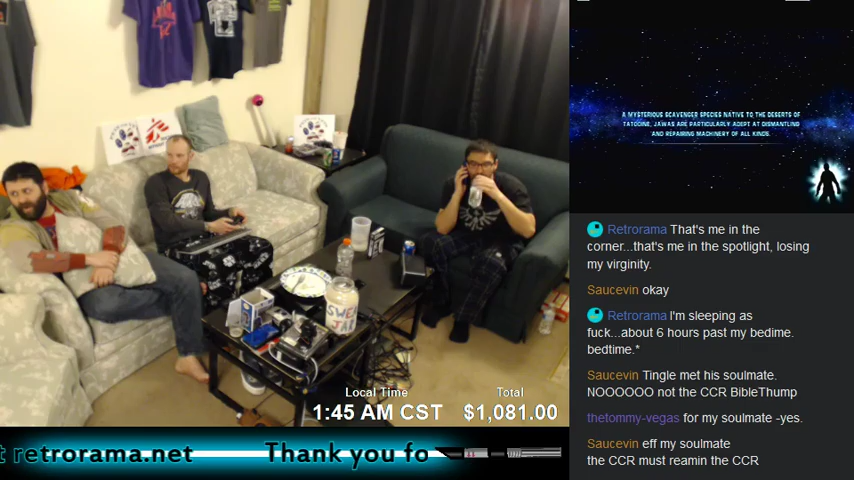 A MYSTERIOUS SCAVENGER SPECIES NATIVE TO THE DESERTS OF
TATOOINE, JAWAS ARE PARTICULARLY ADEPT AT DISMANTLING
AND REPAIRING MACHINERY OF ALL KINDS.
Retrorama That's me in the
corner...that's me in the spotlight, losing
my virginity.
Saucevin okay
Retrorama I'm sleeping as
fuck...about 6 hours past my bedime.
bedtime.*
Saucevin Tingle met his soulmate.
NOOOOOO not the CCR BibleThump
thetommy-vegas for my soulmate -yes.
Saucevin eff my soulmate
the CCR must reamin the CCR
SWEAR
JAR
Local Time
Total
1:45 AM CST
$1,081.00
t retrorama.net
Thank you fo